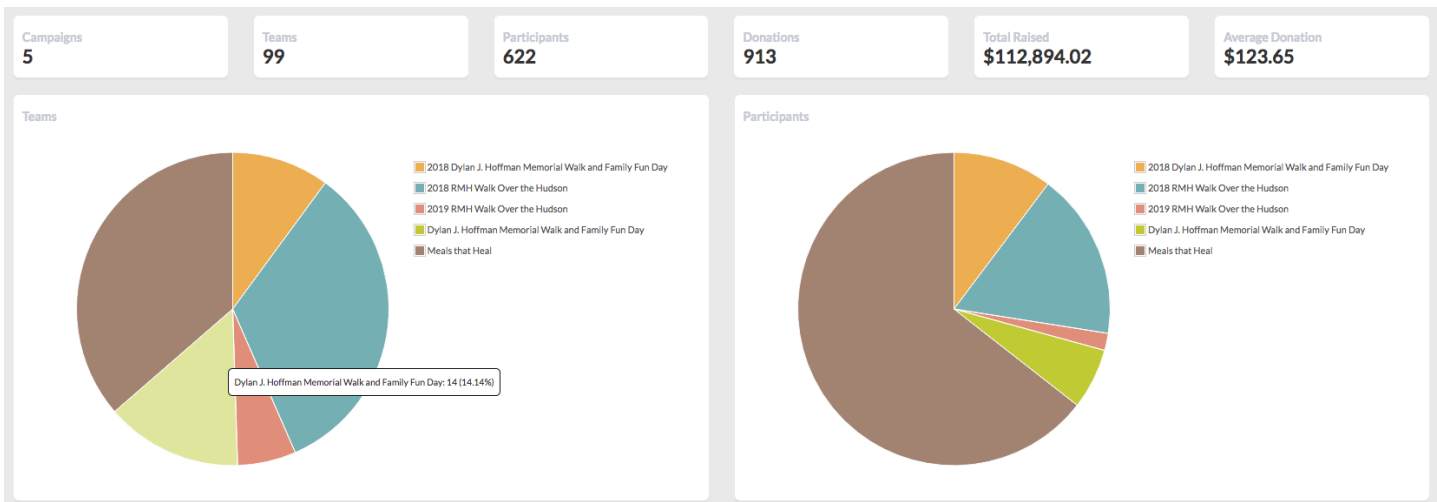 Campaigns
5
Teams
99
Participants
622
Donations
913
Total Raised
$112,894.02
Average Donation
$123.65
Teams
2018 Dylan J. Hoffman Memorial Walk and Family Fun Day
2018 RMH Walk Over the Hudson
2019 RMH Walk Over the Hudson
Dylan J. Hoffman Memorial Walk and Family Fun Day
Meals that Heal
Dylan J. Hoffman Memorial Walk and Family Fun Day: 14 (14.14%)
Participants
2018 Dylan J. Hoffman Memorial Walk and Family Fun Day
2018 RMH Walk Over the Hudson
2019 RMH Walk Over the Hudson
Dylan J. Hoffman Memorial Walk and Family Fun Day
Meals that Heal